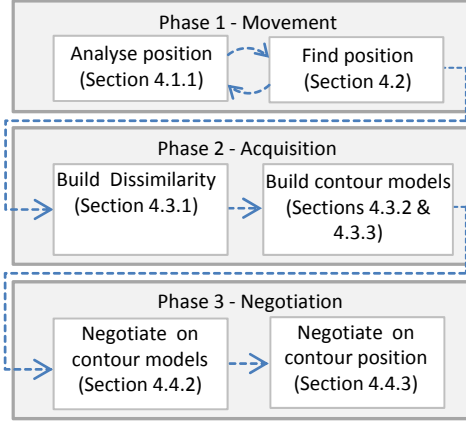 Phase 1 - Movement
Analyse position
(Section 4.1.1)
Find position
(Section 4.2)
Phase 2 - Acquisition
Build Dissimilarity
(Section 4.3.1)
Build contour models
(Sections 4.3.2 &
4.3.3)
Phase 3 - Negotiation
Negotiate on
contour models
(Section 4.4.2)
Negotiate on
contour position
(Section 4.4.3)